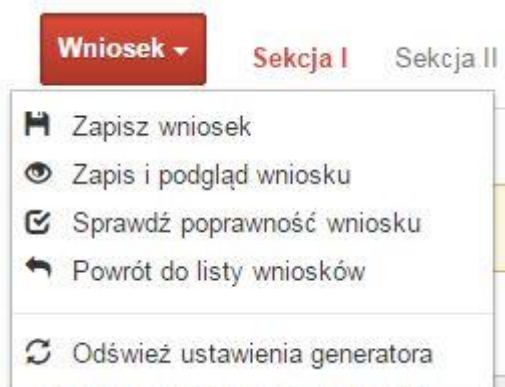 Wniosek Sekcja I Sekcja II
Zapisz wniosek
Zapis i podgląd wniosku
Sprawdź poprawność wniosku
Powrót do listy wniosków
Odśwież ustawienia generatora